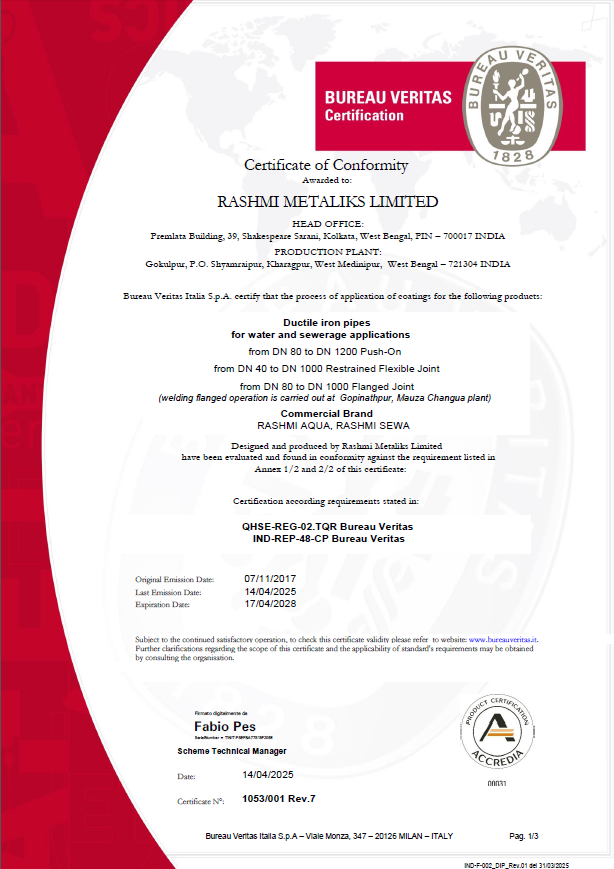 BUREAU VERITAS
Certification
BUREAU VERITAS
1828
Certificate of Conformity
Awarded to:
RASHMI METALIKS LIMITED
HEAD OFFICE:
Premlata Building, 39, Shakespeare Sarani, Kolkata, West Bengal, PIN – 700017 INDIA
PRODUCTION PLANT:
Gokulpur, P.O. Shyamraipur, Kharagpur, West Medinipur, West Bengal – 721304 INDIA
Bureau Veritas Italia S.p.A. certify that the process of application of coatings for the following products:
Ductile iron pipes
for water and sewerage applications
from DN 80 to DN 1200 Push-On
from DN 40 to DN 1000 Restrained Flexible Joint
from DN 80 to DN 1000 Flanged Joint
(welding flanged operation is carried out at Gopinathpur, Mauza Changua plant)
Commercial Brand
RASHMI AQUA, RASHMI SEWA
Designed and produced by Rashmi Metaliks Limited
have been evaluated and found in conformity against the requirement listed in
Annex 1/2 and 2/2 of this certificate:
Certification according requirements stated in:
QHSE-REG-02.TQR Bureau Veritas
IND-REP-48-CP Bureau Veritas
Original Emission Date: 07/11/2017
Last Emission Date: 14/04/2025
Expiration Date: 17/04/2028
Subject to the continued satisfactory operation, to check this certificate validity please refer to website: www.bureauveritas.it.
Further clarifications regarding the scope of this certificate and the applicability of standard's requirements may be obtained
by consulting the organisation.
Firmato digitalmente da
Fabio Pes
Scheme Technical Manager
Date: 14/04/2025
Certificate N°: 1053/001 Rev.7
PRODUCT CERTIFICATION
ACCREDIA
00031
Bureau Veritas Italia S.p.A – Viale Monza, 347 – 20126 MILAN – ITALY
Pag. 1/3
IND-F-002_DIP_Rev.01 del 31/03/2025